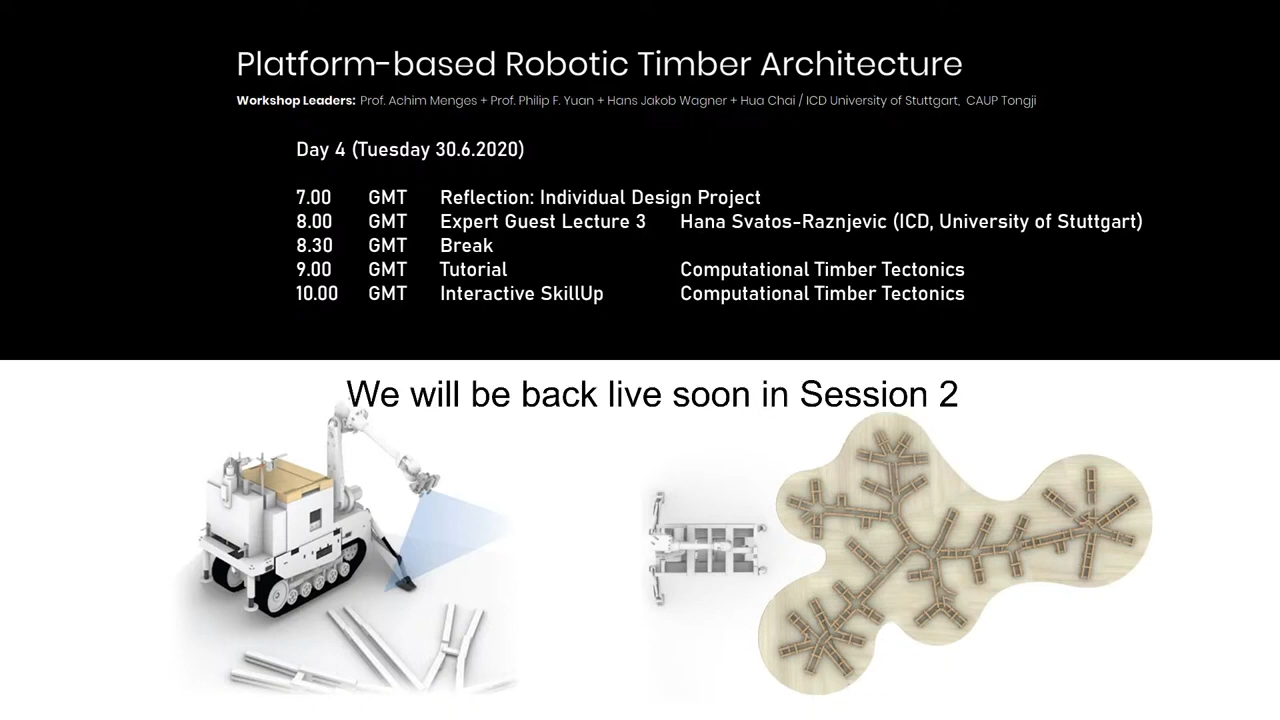 Platform-based Robotic Timber Architecture
Workshop Leaders: Prof. Achim Menges + Prof. Philip F. Yuan + Hans Jakob Wagner + Hua Chai / ICD University of Stuttgart, CAUP Tongji
Day 4 (Tuesday 30.6.2020)
7.00 GMT Reflection: Individual Design Project
8.00 GMT Expert Guest Lecture 3 Hana Svatos-Raznjevic (ICD, University of Stuttgart)
8.30 GMT Break
9.00 GMT Tutorial Computational Timber Tectonics
10.00 GMT Interactive SkillUp Computational Timber Tectonics
We will be back live soon in Session 2